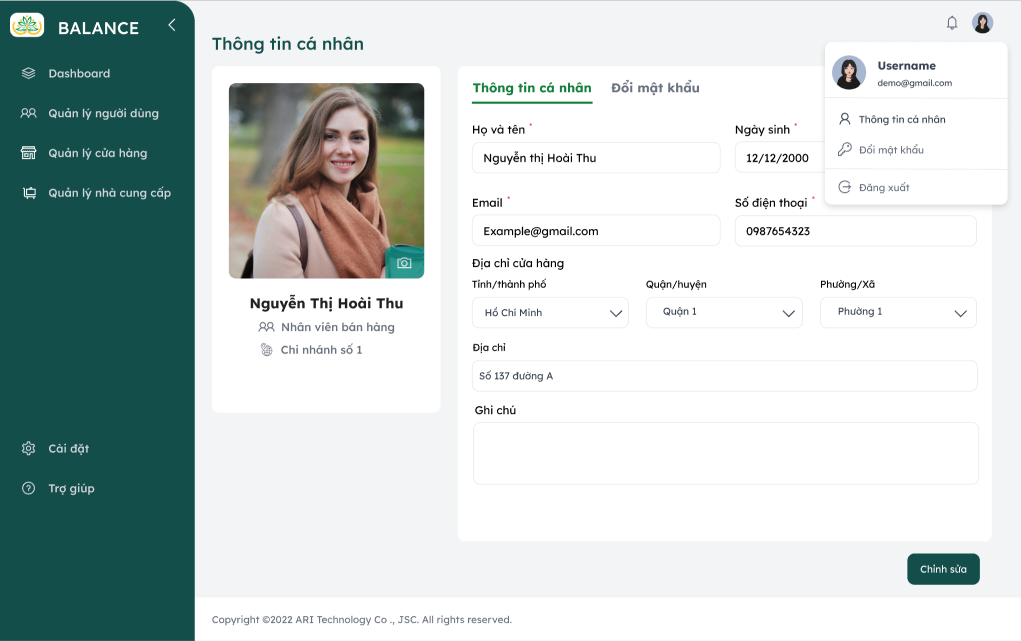 BALANCE
Dashboard
Quản lý người dùng
Quản lý cửa hàng
Quản lý nhà cung cấp
Cài đặt
Trợ giúp
Thông tin cá nhân
Nguyễn Thị Hoài Thu
Nhân viên bán hàng
Chi nhánh số 1
Thông tin cá nhân Đổi mật khẩu
Họ và tên * Ngày sinh *
Nguyễn thị Hoài Thu 12/12/2000
Email * Số điện thoại *
Example@gmail.com 0987654323
Địa chỉ cửa hàng
Tỉnh/thành phố Quận/huyện Phường/Xã
Hồ Chí Minh Quận 1 Phường 1
Địa chỉ
Số 137 đường A
Ghi chú
Username
demo@gmail.com
Thông tin cá nhân
Đổi mật khẩu
Đăng xuất
Chỉnh sửa
Copyright ©2022 ARI Technology Co ., JSC. All rights reserved.